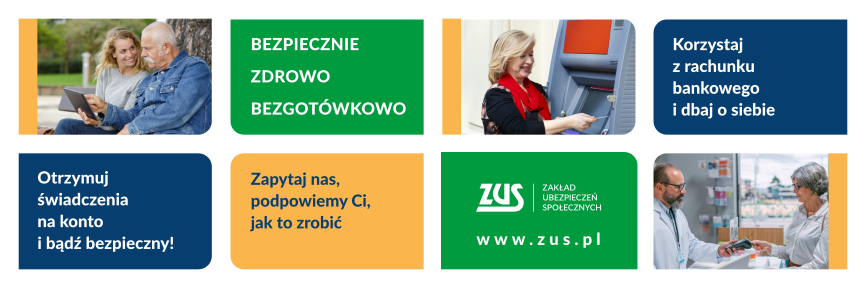 BEZPIECZNIE
ZDROWO
BEZGOTÓWKOWO
Korzystaj
z rachunku
bankowego
i dbaj o siebie
Otrzymuj
świadczenia
na konto
i bądź bezpieczny!
Zapytaj nas,
podpowiemy Ci,
jak to zrobić
ZUS
ZAKŁAD
UBEZPIECZEŃ
SPOŁECZNYCH
www.zus.pl